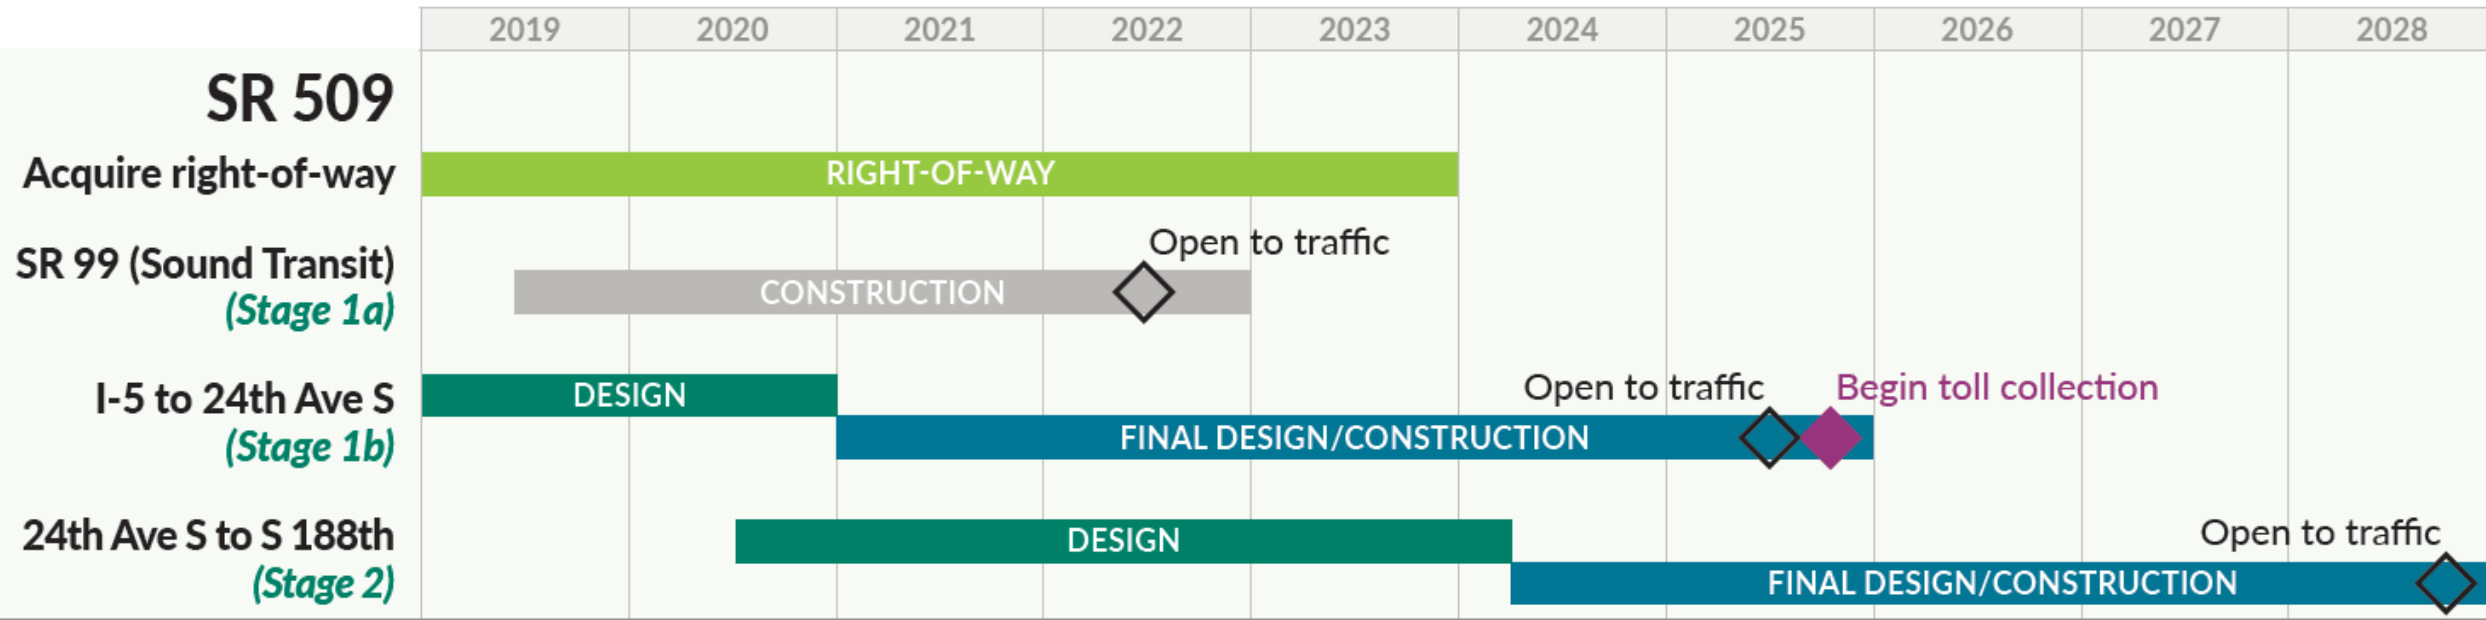 2019 2020 2021 2022 2023 2024 2025 2026 2027 2028
SR 509
Acquire right-of-way
RIGHT-OF-WAY
SR 99 (Sound Transit)
(Stage 1a)
Open to traffic
CONSTRUCTION
I-5 to 24th Ave S
(Stage 1b)
DESIGN
Open to traffic
Begin toll collection
FINAL DESIGN/CONSTRUCTION
24th Ave S to S 188th
(Stage 2)
DESIGN
Open to traffic
FINAL DESIGN/CONSTRUCTION